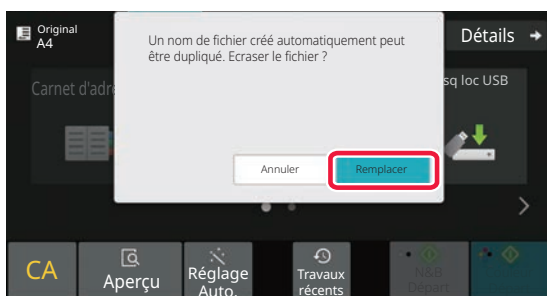 Original
A4
Un nom de fichier créé automatiquement peut
être dupliqué. Ecraser le fichier ?
Détails
Carnet d'adre
sq loc USB
Annuler
Remplacer
CA
Aperçu
Réglage
Auto.
Travaux
récents
N&B
Départ